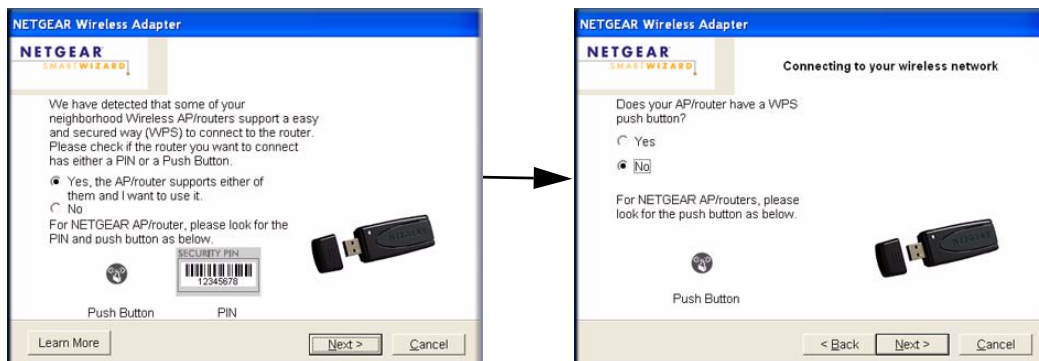 NETGEAR Wireless Adapter
NETGEAR
SMARTWIZARD
We have detected that some of your
neighborhood Wireless AP/routers support a easy
and secured way (WPS) to connect to the router.
Please check if the router you want to connect
has either a PIN or a Push Button.
Yes, the AP/router supports either of
them and I want to use it.
No
For NETGEAR AP/router, please look for the
PIN and push button as below.
SECURITY PIN
12345678
NETGEAR
Push Button PIN
Learn More Next > Cancel
NETGEAR Wireless Adapter
NETGEAR
SMARTWIZARD
Connecting to your wireless network
Does your AP/router have a WPS
push button?
Yes
No
For NETGEAR AP/routers, please
look for the push button as below.
NETGEAR
Push Button
< Back Next > Cancel